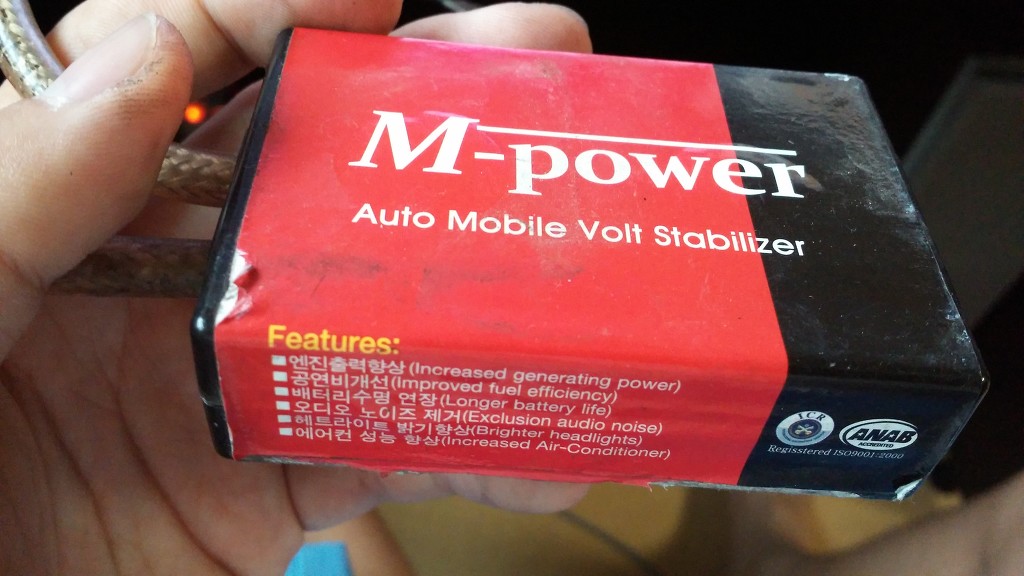 M-power
Auto Mobile Volt Stabilizer
Features:
엔진출력향상(Increased generating power)
공연비개선(Improved fuel efficiency)
배터리수명 연장(Longer battery life)
오디오 노이즈 제거(Exclusion audio noise)
헤트라이트 밝기향상(Brighter headlights)
에어컨 성능 향상(Increased Air-Conditioner)
ICR
ANAB
ACCREDITED
Regisstered ISO9001:2000